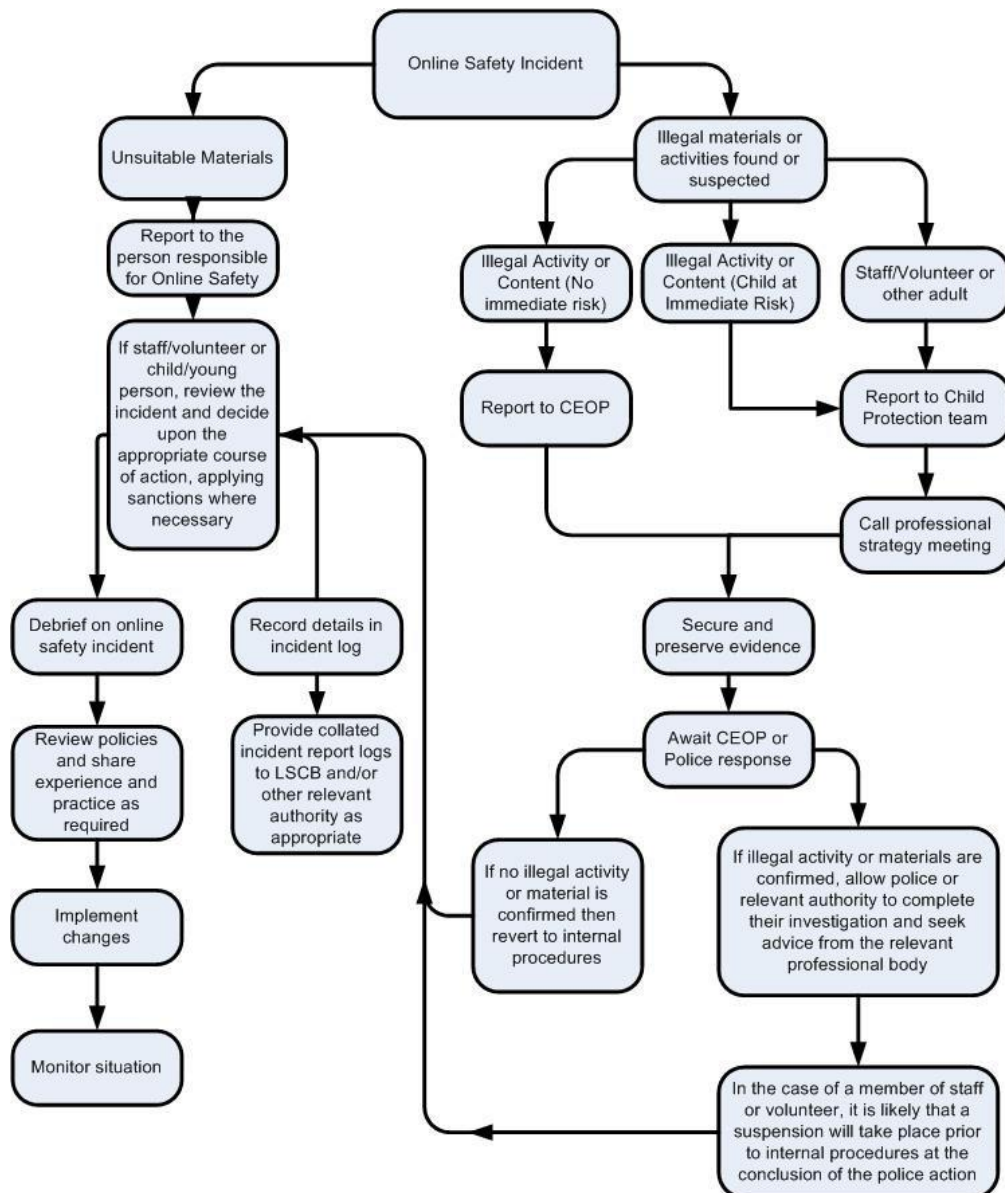 Online Safety Incident
Unsuitable Materials
Illegal materials or
activities found or
suspected
Report to the
person responsible
for Online Safety
Illegal Activity or
Content (No
immediate risk)
Illegal Activity or
Content (Child at
Immediate Risk)
Staff/Volunteer or
other adult
If staff/volunteer or
child/young
person, review the
incident and decide
upon the
appropriate course
of action, applying
sanctions where
necessary
Report to CEOP
Report to Child
Protection team
Call professional
strategy meeting
Debrief on online
safety incident
Record details in
incident log
Secure and
preserve evidence
Review policies
and share
experience and
practice as
required
Provide collated
incident report logs
to LSCB and/or
other relevant
authority as
appropriate
Await CEOP or
Police response
If no illegal activity
or material is
confirmed then
revert to internal
procedures
If illegal activity or materials are
confirmed, allow police or
relevant authority to complete
their investigation and seek
advice from the relevant
professional body
Implement
changes
Monitor situation
In the case of a member of staff
or volunteer, it is likely that a
suspension will take place prior
to internal procedures at the
conclusion of the police action